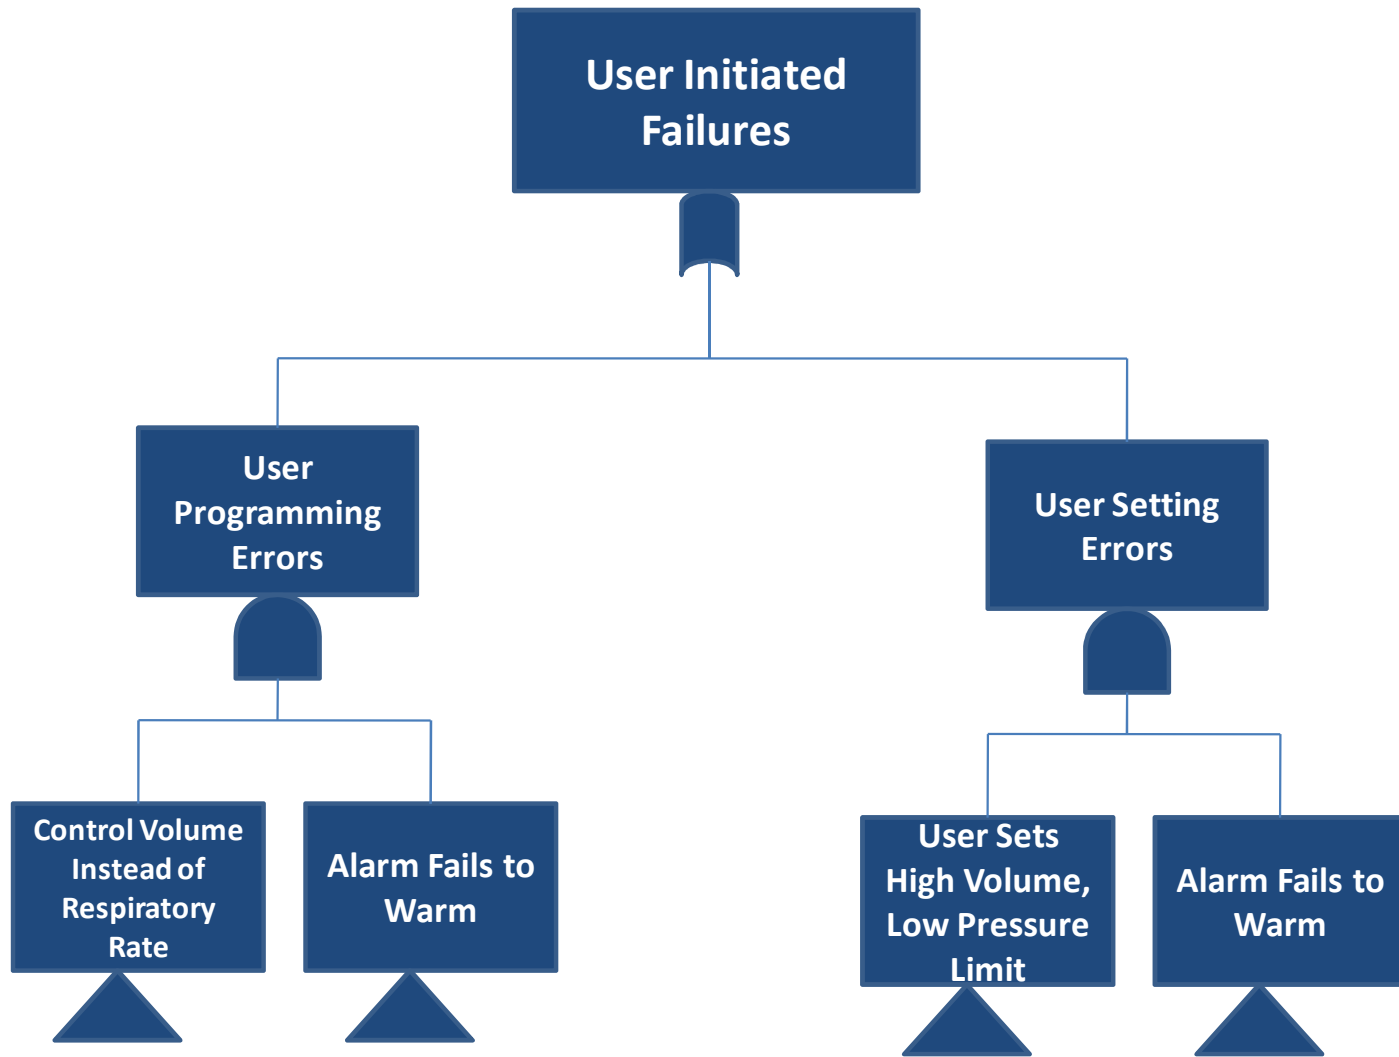 User Initiated
Failures
User
Programming
Errors
User Setting
Errors
Control Volume
Instead of
Respiratory
Rate
Alarm Fails to
Warm
User Sets
High Volume,
Low Pressure
Limit
Alarm Fails to
Warm